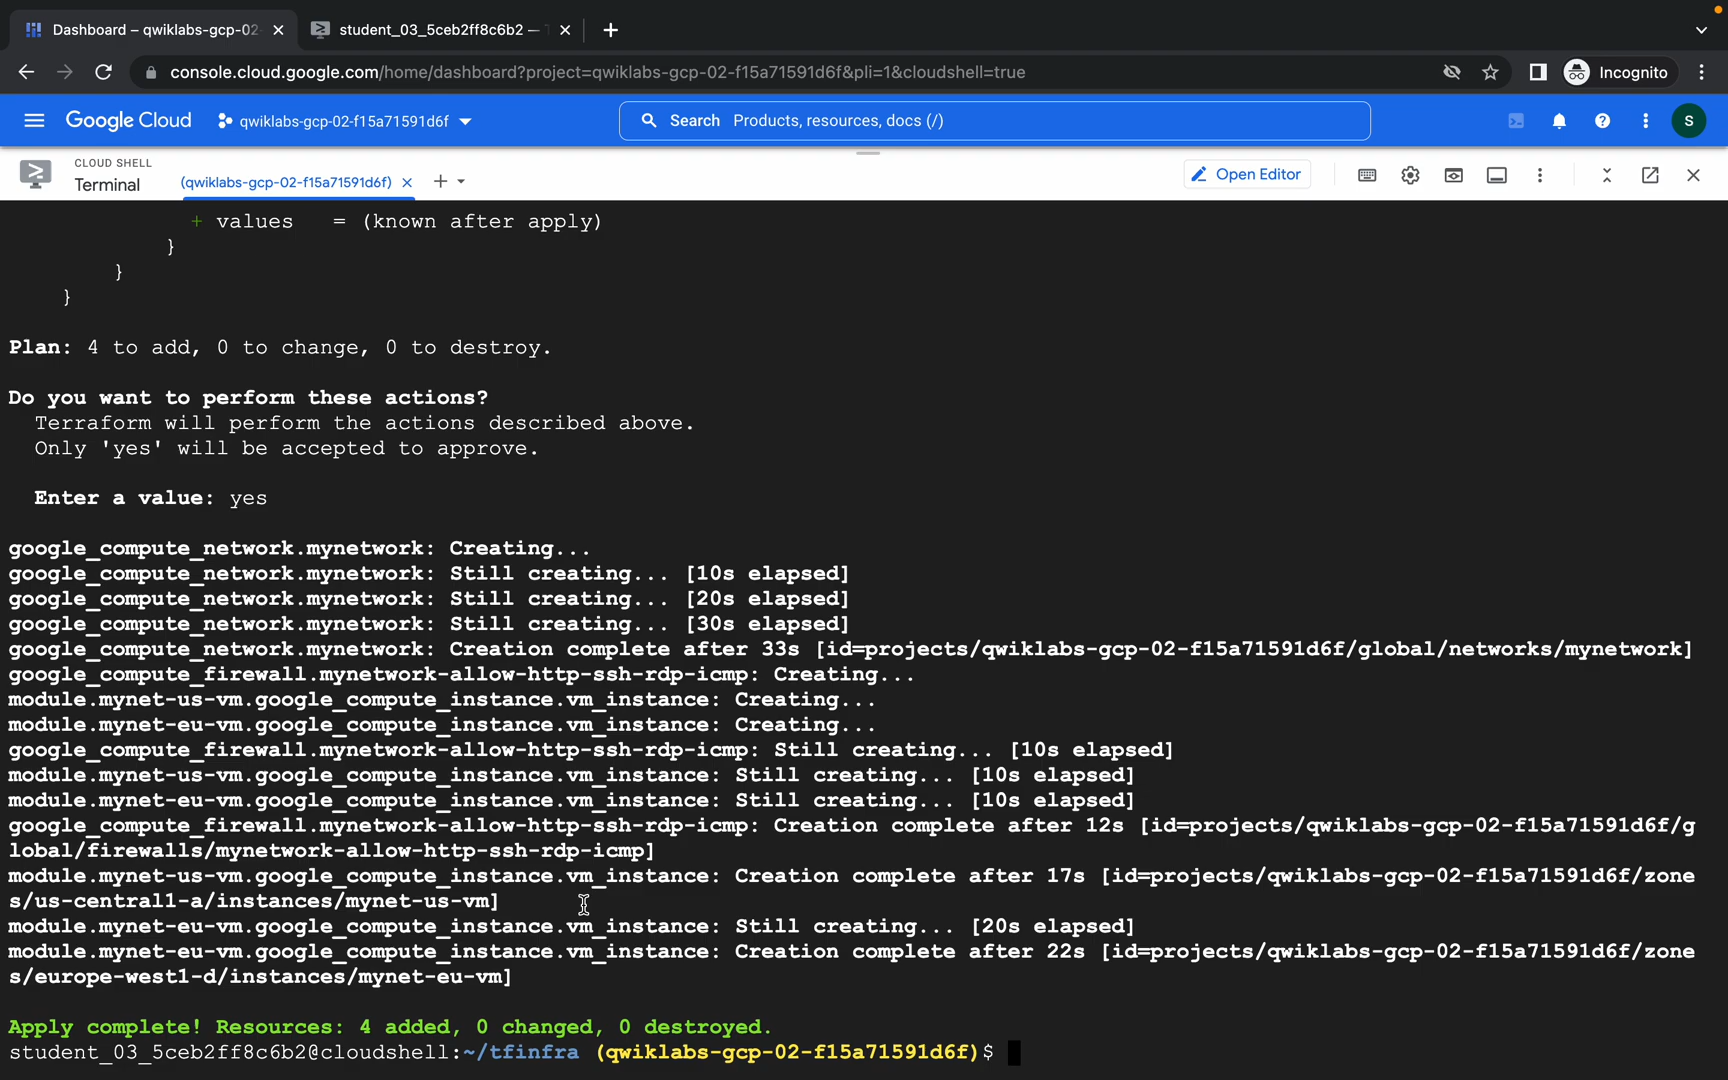 Dashboard – qwiklabs-gcp-02-
student_03_5ceb2ff8c6b2 —
console.cloud.google.com/home/dashboard?project=qwiklabs-gcp-02-f15a71591d6f&pli=1&cloudshell=true
Incognito
Google Cloud
qwiklabs-gcp-02-f15a71591d6f
Search Products, resources, docs (/)
S
CLOUD SHELL
Terminal
(qwiklabs-gcp-02-f15a71591d6f)
Open Editor
+ values   = (known after apply)
}
}
}
Plan: 4 to add, 0 to change, 0 to destroy.
Do you want to perform these actions?
Terraform will perform the actions described above.
Only 'yes' will be accepted to approve.
Enter a value: yes
google_compute_network.mynetwork: Creating...
google_compute_network.mynetwork: Still creating... [10s elapsed]
google_compute_network.mynetwork: Still creating... [20s elapsed]
google_compute_network.mynetwork: Still creating... [30s elapsed]
google_compute_network.mynetwork: Creation complete after 33s [id=projects/qwiklabs-gcp-02-f15a71591d6f/global/networks/mynetwork]
google_compute_firewall.mynetwork-allow-http-ssh-rdp-icmp: Creating...
module.mynet-us-vm.google_compute_instance.vm_instance: Creating...
module.mynet-eu-vm.google_compute_instance.vm_instance: Creating...
google_compute_firewall.mynetwork-allow-http-ssh-rdp-icmp: Still creating... [10s elapsed]
module.mynet-us-vm.google_compute_instance.vm_instance: Still creating... [10s elapsed]
module.mynet-eu-vm.google_compute_instance.vm_instance: Still creating... [10s elapsed]
google_compute_firewall.mynetwork-allow-http-ssh-rdp-icmp: Creation complete after 12s [id=projects/qwiklabs-gcp-02-f15a71591d6f/g
lobal/firewalls/mynetwork-allow-http-ssh-rdp-icmp]
module.mynet-us-vm.google_compute_instance.vm_instance: Creation complete after 17s [id=projects/qwiklabs-gcp-02-f15a71591d6f/zone
s/us-central1-a/instances/mynet-us-vm]
module.mynet-eu-vm.google_compute_instance.vm_instance: Still creating... [20s elapsed]
module.mynet-eu-vm.google_compute_instance.vm_instance: Creation complete after 22s [id=projects/qwiklabs-gcp-02-f15a71591d6f/zone
s/europe-west1-d/instances/mynet-eu-vm]
Apply complete! Resources: 4 added, 0 changed, 0 destroyed.
student_03_5ceb2ff8c6b2@cloudshell:~/tfinfra (qwiklabs-gcp-02-f15a71591d6f)$